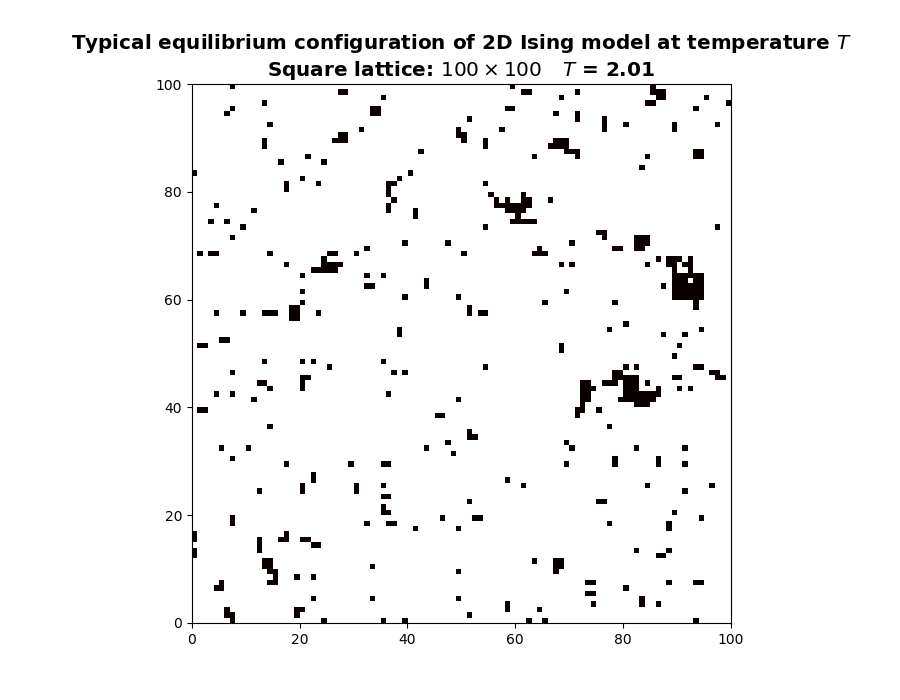 Typical equilibrium configuration of 2D Ising model at temperature T
Square lattice: 100 × 100 T = 2.01
100
80
60
40
20
0
0 20 40 60 80 100